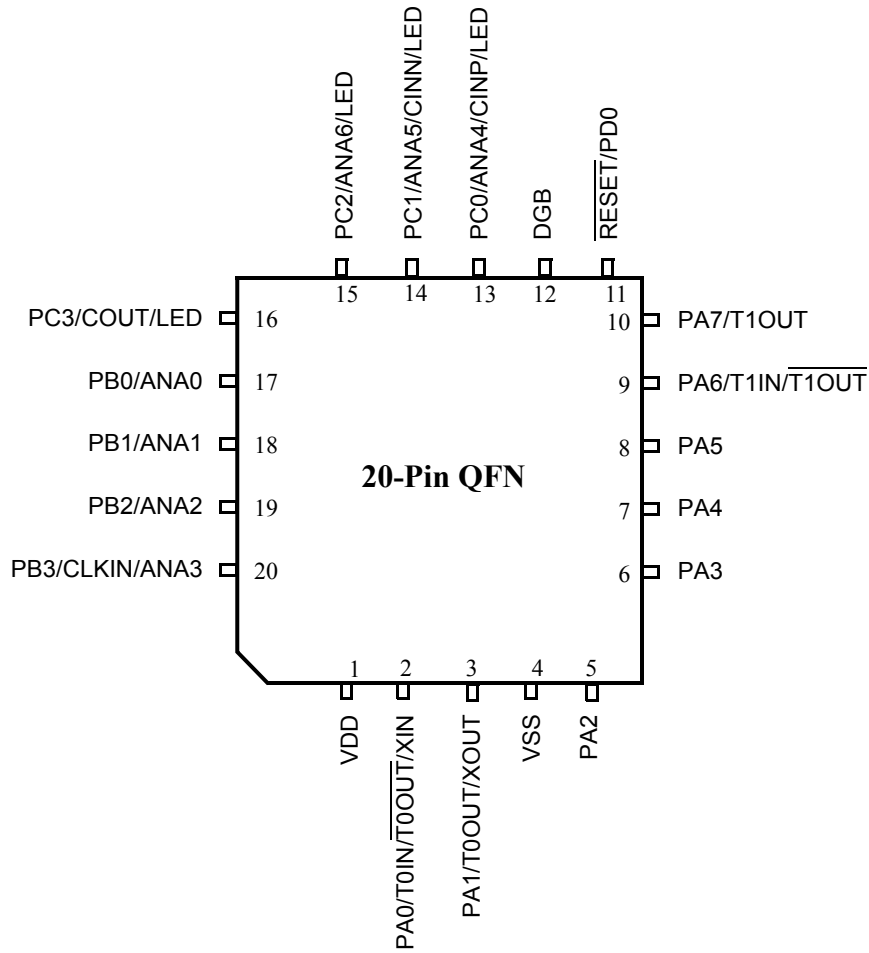 PC2/ANA6/LED
PC1/ANA5/CINN/LED
PC0/ANA4/CINP/LED
DGB
R̅E̅S̅E̅T̅/PD0
15
14
13
12
11
PC3/COUT/LED
16
10
PA7/T1OUT
PB0/ANA0
17
9
PA6/T1IN/T̅1̅O̅U̅T̅
PB1/ANA1
18
8
PA5
20-Pin QFN
PB2/ANA2
19
7
PA4
PB3/CLKIN/ANA3
20
6
PA3
1
2
3
4
5
VDD
PA0/T0IN/T̅0̅O̅U̅T̅/XIN
PA1/T0OUT/XOUT
VSS
PA2